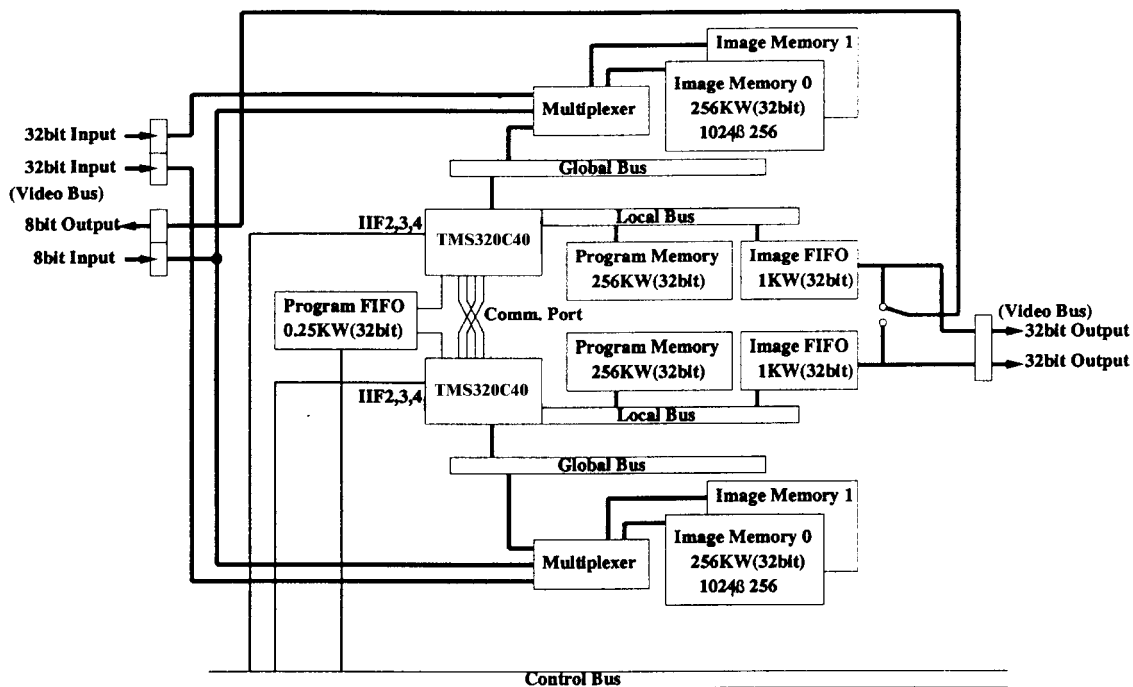 Image Memory 1
Image Memory 0
256KW(32bit)
1024ß 256
Multiplexer
32bit Input
32bit Input
(Video Bus)
8bit Output
8bit Input
Global Bus
Local Bus
IIF2,3,4
TMS320C40
Program Memory
256KW(32bit)
Image FIFO
1KW(32bit)
Program FIFO
0.25KW(32bit)
Comm. Port
(Video Bus)
32bit Output
32bit Output
Program Memory
256KW(32bit)
Image FIFO
1KW(32bit)
TMS320C40
IIF2,3,4
Local Bus
Global Bus
Image Memory 1
Image Memory 0
256KW(32bit)
1024ß 256
Multiplexer
Control Bus